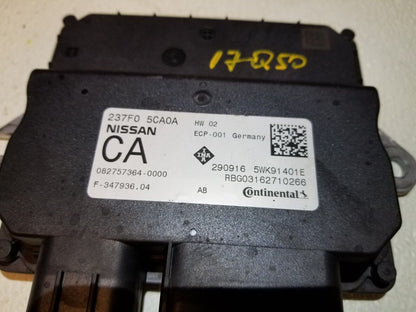 17-Q50
237F0 5CA0A
HW 02
NISSAN
ECP-001 Germany
CA
INA
290916 5WK91401E
082757364-0000
RBG03162710266
F-347936.04
AB
Continental